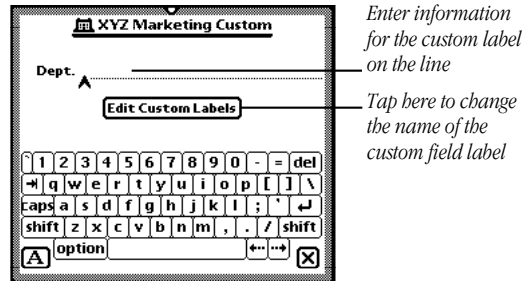 XYZ Marketing Custom
Dept.
Edit Custom Labels
` 1 2 3 4 5 6 7 8 9 0 - = del
q w e r t y u i o p [ ] \
caps a s d f g h j k l ; '
shift z x c v b n m , . / shift
A option X
Enter information
for the custom label
on the line
Tap here to change
the name of the
custom field label